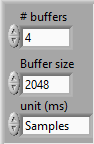 # buffers
4
Buffer size
2048
unit (ms)
Samples